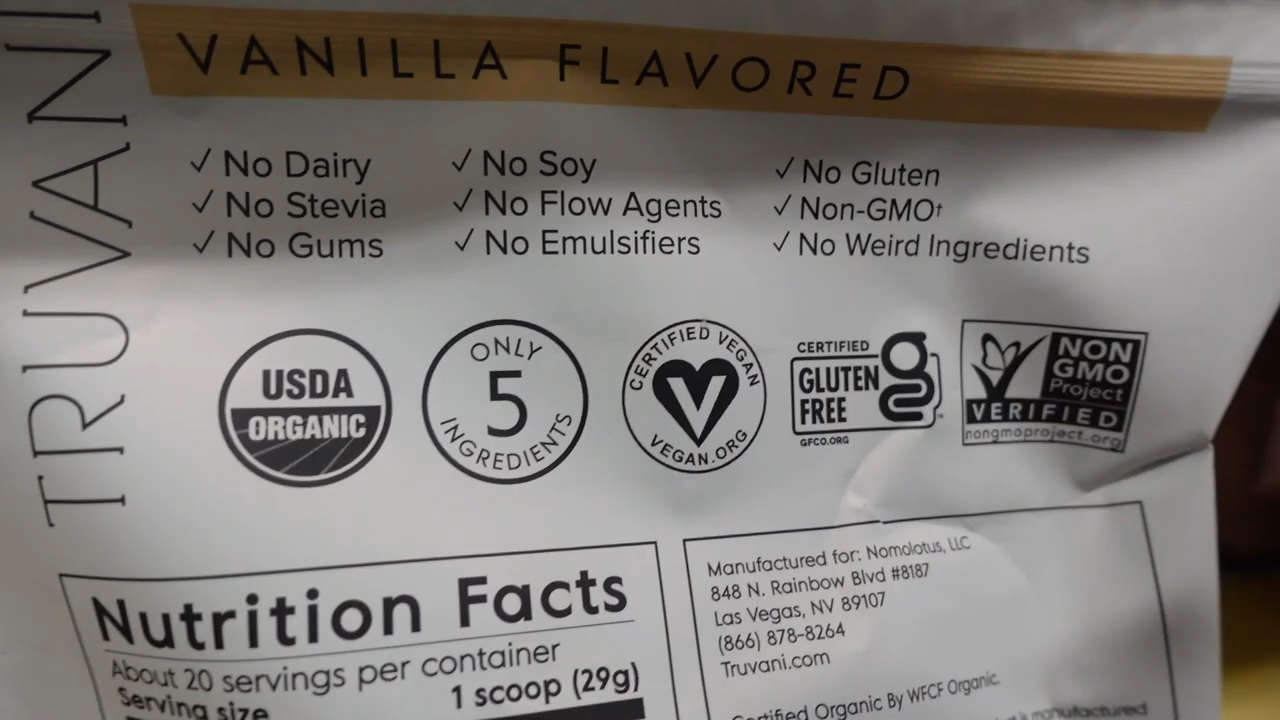 TRUVANI
VANILLA FLAVORED
✓ No Dairy
✓ No Stevia
✓ No Gums
✓ No Soy
✓ No Flow Agents
✓ No Emulsifiers
✓ No Gluten
✓ Non-GMO†
✓ No Weird Ingredients
USDA
ORGANIC
ONLY
5
INGREDIENTS
CERTIFIED VEGAN
V
VEGAN.ORG
CERTIFIED
GLUTEN
FREE
g
GFCO.ORG
NON
GMO
Project
VERIFIED
nongmoproject.org
Nutrition Facts
About 20 servings per container
Serving size 1 scoop (29g)
Manufactured for: Nomolotus, LLC
848 N. Rainbow Blvd #8187
Las Vegas, NV 89107
(866) 878-8264
Truvani.com
Certified Organic By WFCF Organic.
manufactured